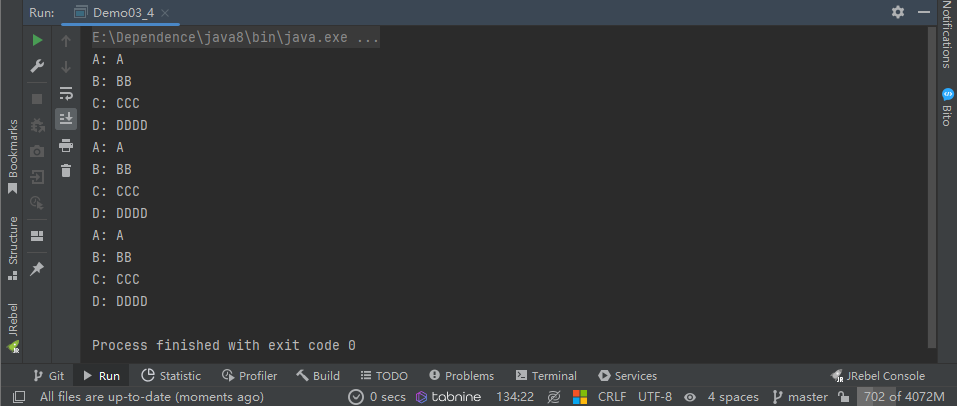 Run:
Demo03_4
E:\Dependence\java8\bin\java.exe ...
A: A
B: BB
C: CCC
D: DDDD
A: A
B: BB
C: CCC
D: DDDD
A: A
B: BB
C: CCC
D: DDDD
Process finished with exit code 0
Bookmarks
Structure
JRebel
Notifications
Bito
Git
Run
Statistic
Profiler
Build
TODO
Problems
Terminal
Services
JRebel Console
All files are up-to-date (moments ago)
0 secs
tabnine
134:22
CRLF
UTF-8
4 spaces
master
702 of 4072M